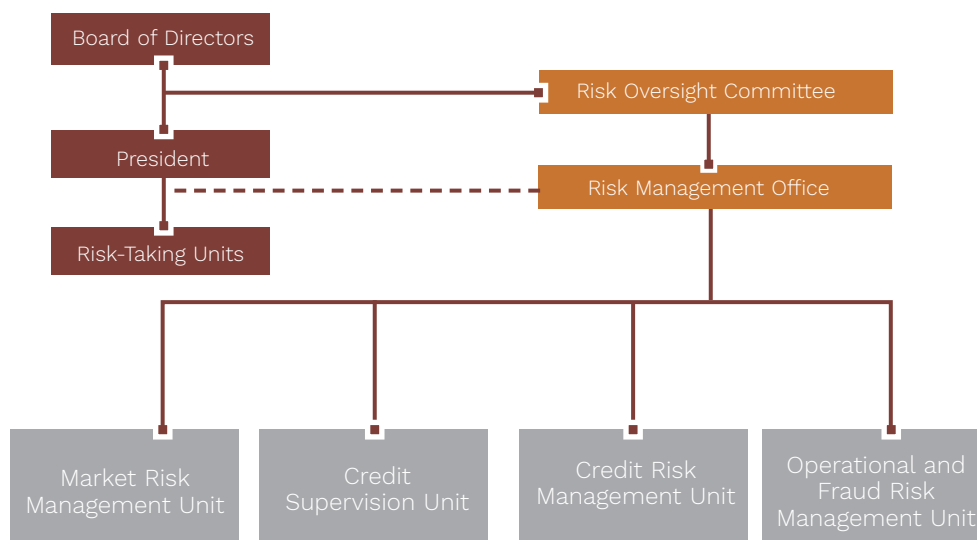 Board of Directors
Risk Oversight Committee
President
Risk Management Office
Risk-Taking Units
Market Risk
Management Unit
Credit
Supervision Unit
Credit Risk
Management Unit
Operational and
Fraud Risk
Management Unit